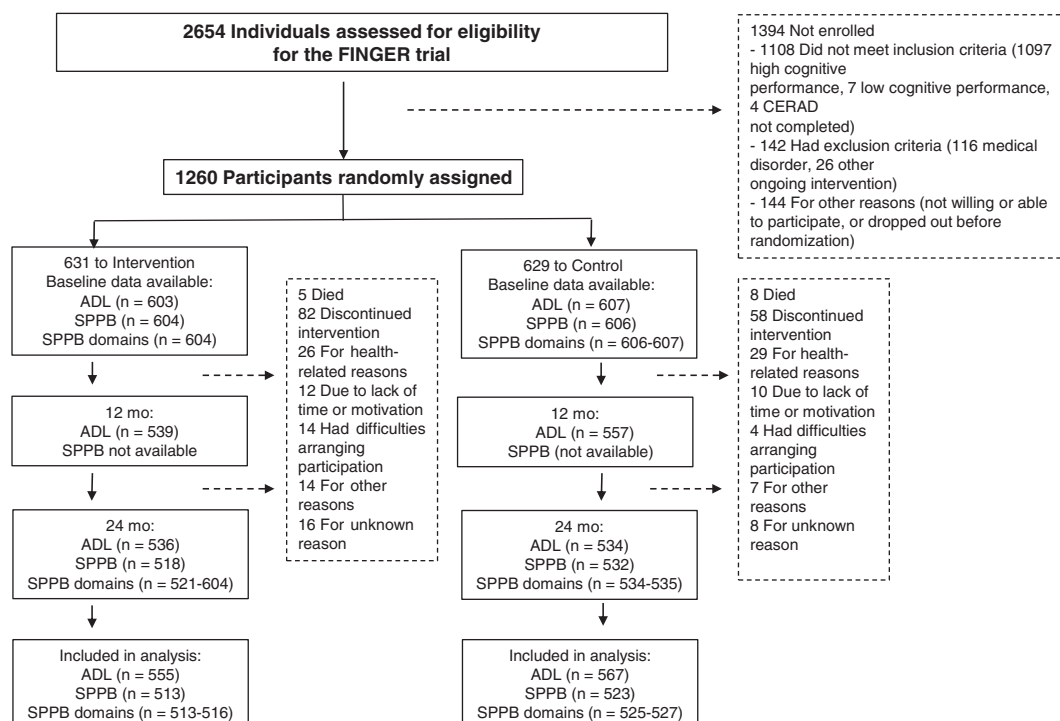 2654 Individuals assessed for eligibility
for the FINGER trial
1394 Not enrolled
- 1108 Did not meet inclusion criteria (1097
high cognitive
performance, 7 low cognitive performance,
4 CERAD
not completed)
- 142 Had exclusion criteria (116 medical
disorder, 26 other
ongoing intervention)
- 144 For other reasons (not willing or able
to participate, or dropped out before
randomization)
1260 Participants randomly assigned
631 to Intervention
Baseline data available:
ADL (n = 603)
SPPB (n = 604)
SPPB domains (n = 604)
5 Died
82 Discontinued
intervention
26 For health-
related reasons
12 Due to lack of
time or motivation
14 Had difficulties
arranging
participation
14 For other
reasons
16 For unknown
reason
629 to Control
Baseline data available:
ADL (n = 607)
SPPB (n = 606)
SPPB domains (n = 606-607)
8 Died
58 Discontinued
intervention
29 For health-
related reasons
10 Due to lack of
time or motivation
4 Had difficulties
arranging
participation
7 For other
reasons
8 For unknown
reason
12 mo:
ADL (n = 539)
SPPB not available
12 mo:
ADL (n = 557)
SPPB (not available)
24 mo:
ADL (n = 536)
SPPB (n = 518)
SPPB domains (n = 521-604)
24 mo:
ADL (n = 534)
SPPB (n = 532)
SPPB domains (n = 534-535)
Included in analysis:
ADL (n = 555)
SPPB (n = 513)
SPPB domains (n = 513-516)
Included in analysis:
ADL (n = 567)
SPPB (n = 523)
SPPB domains (n = 525-527)